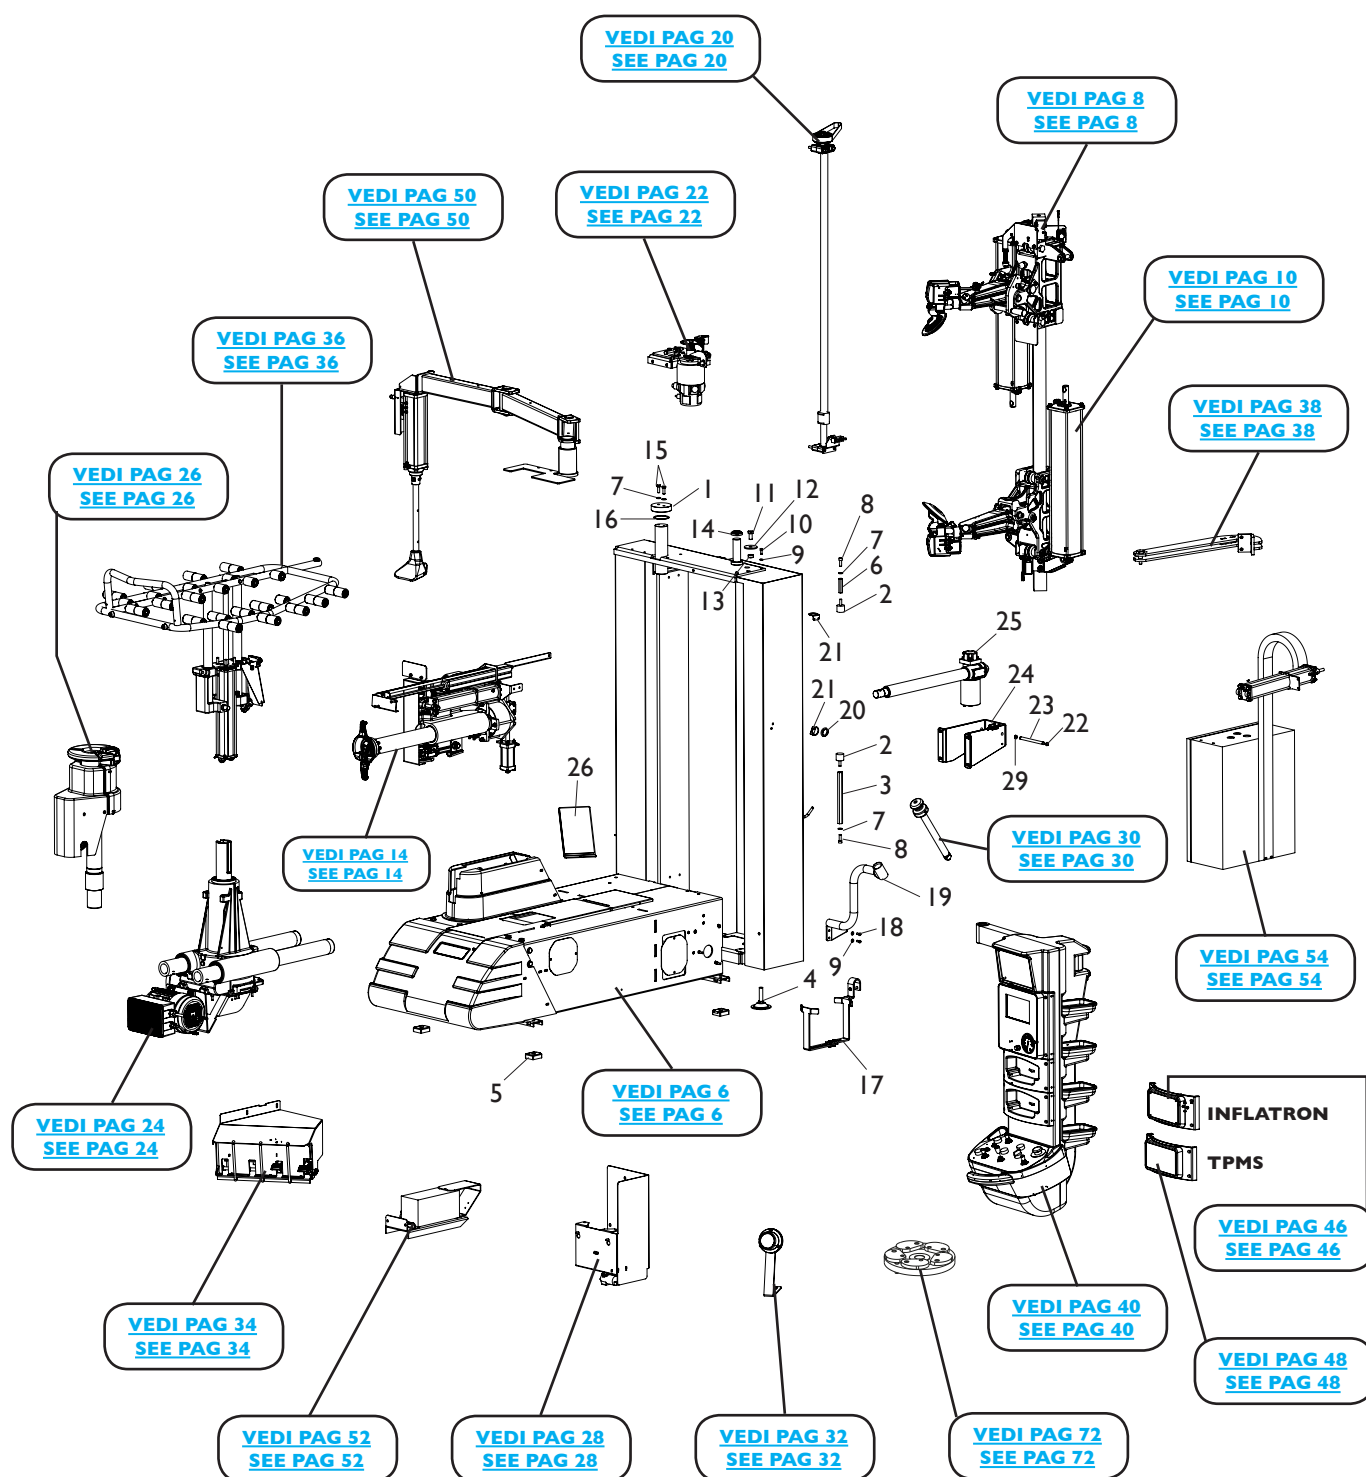 VEDI PAG 20
SEE PAG 20
VEDI PAG 8
SEE PAG 8
VEDI PAG 50
SEE PAG 50
VEDI PAG 22
SEE PAG 22
VEDI PAG 10
SEE PAG 10
VEDI PAG 36
SEE PAG 36
VEDI PAG 38
SEE PAG 38
VEDI PAG 26
SEE PAG 26
15
7
1
16
14
11
12
10
9
13
8
7
6
2
21
25
24
23
22
29
21
20
2
3
7
8
26
VEDI PAG 14
SEE PAG 14
VEDI PAG 30
SEE PAG 30
19
18
9
4
17
5
VEDI PAG 54
SEE PAG 54
VEDI PAG 6
SEE PAG 6
VEDI PAG 24
SEE PAG 24
INFLATRON
TPMS
VEDI PAG 46
SEE PAG 46
VEDI PAG 34
SEE PAG 34
VEDI PAG 40
SEE PAG 40
VEDI PAG 48
SEE PAG 48
VEDI PAG 52
SEE PAG 52
VEDI PAG 28
SEE PAG 28
VEDI PAG 32
SEE PAG 32
VEDI PAG 72
SEE PAG 72